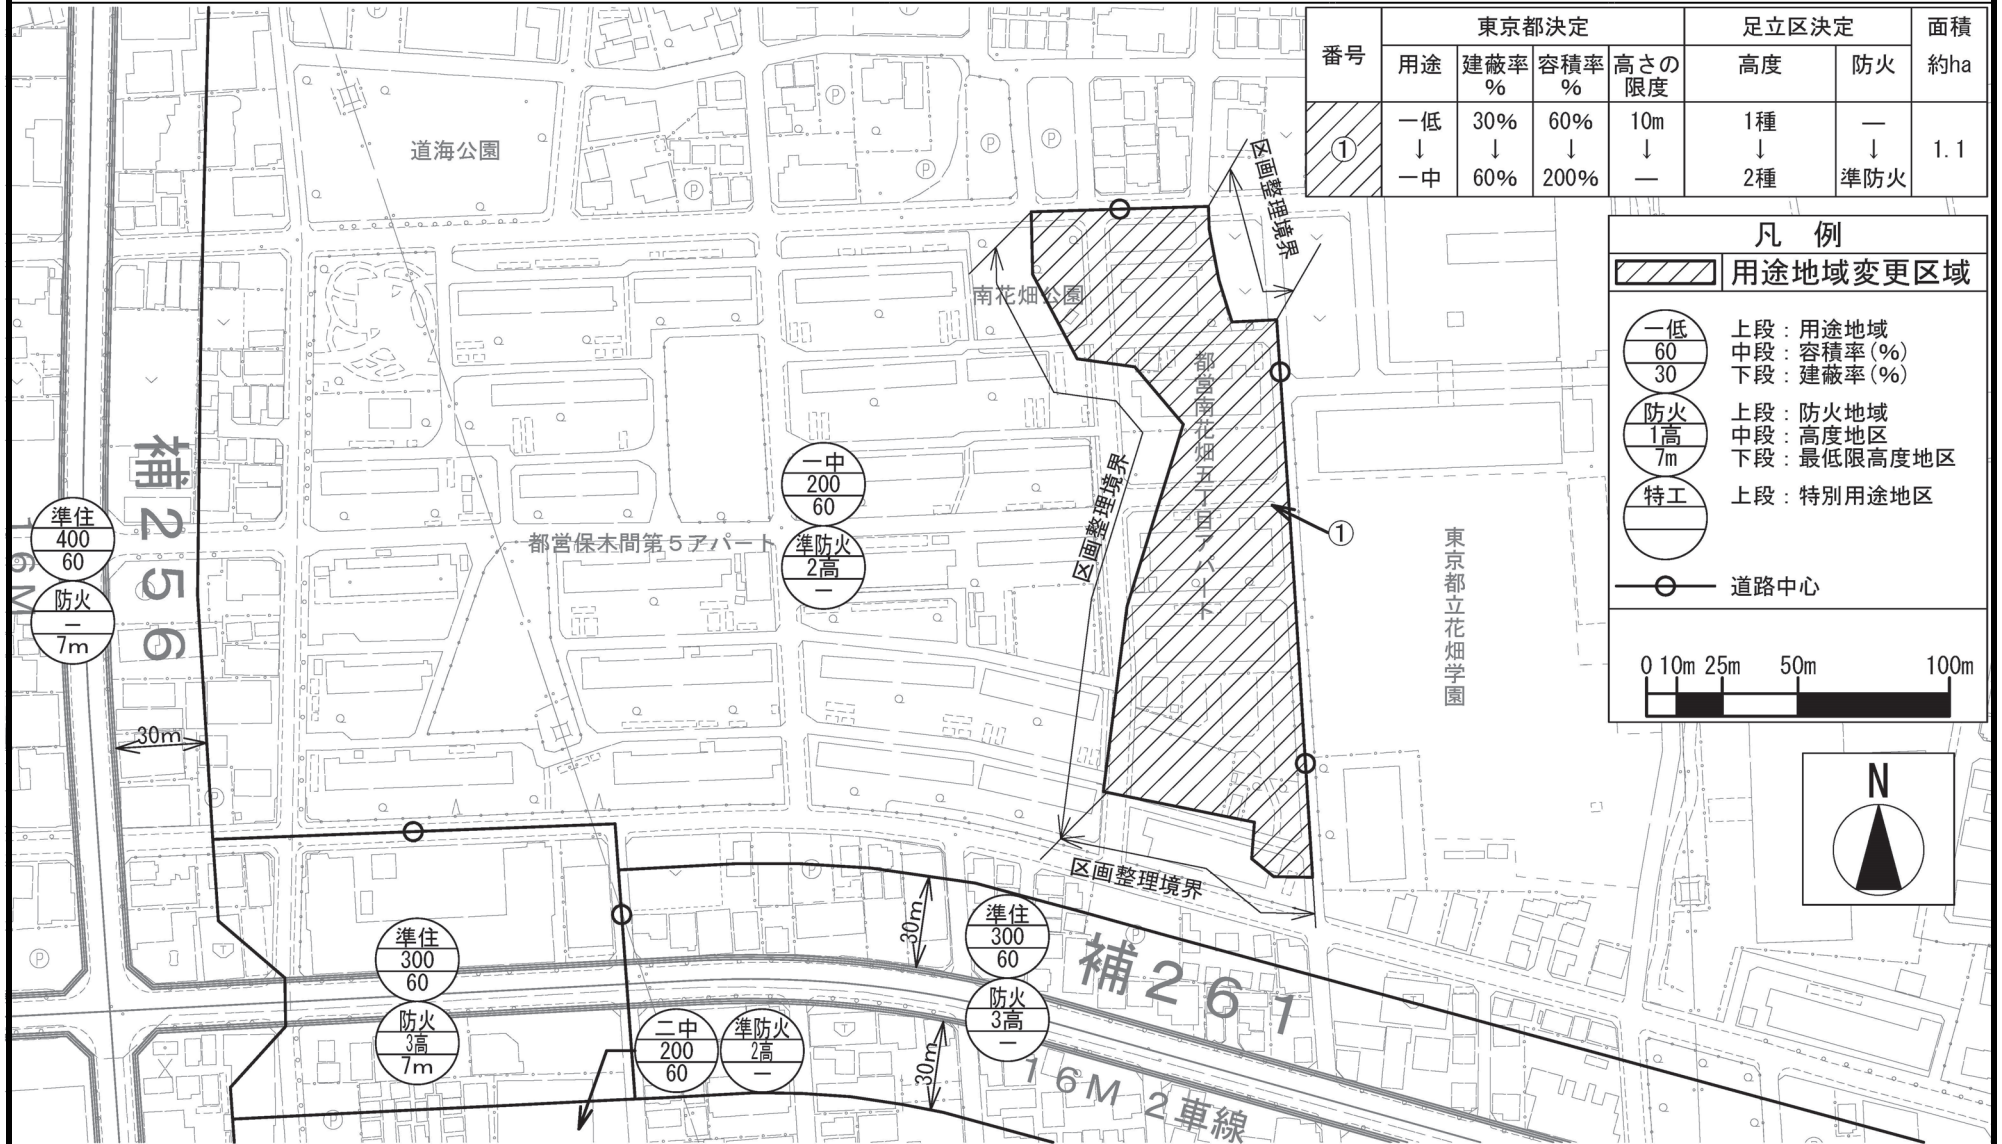 番号
東京都決定
足立区決定
面積
約ha
用途
建蔽率
%
容積率
%
高さの
限度
高度
防火
①
一低
↓
一中
30%
↓
60%
60%
↓
200%
10m
↓
―
1種
↓
2種
―
↓
準防火
1.1
凡 例
用途地域変更区域
一低
60
30
上段：用途地域
中段：容積率(%)
下段：建蔽率(%)
防火
1高
7m
上段：防火地域
中段：高度地区
下段：最低限高度地区
特工
上段：特別用途地区
道路中心
0 10m 25m 50m 100m
N
道海公園
南花畑公園
区画整理境界
都営南花畑五丁目アパート
区画整理境界
①
東京都立花畑学園
都営保木間第５アパート
一中
200
60
準防火
2高
―
補２５６
１６Ｍ
準住
400
60
防火
―
7m
30m
区画整理境界
準住
300
60
防火
3高
7m
二中
200
60
準防火
2高
―
30m
準住
300
60
防火
3高
―
30m
補２６１
１６Ｍ ２車線